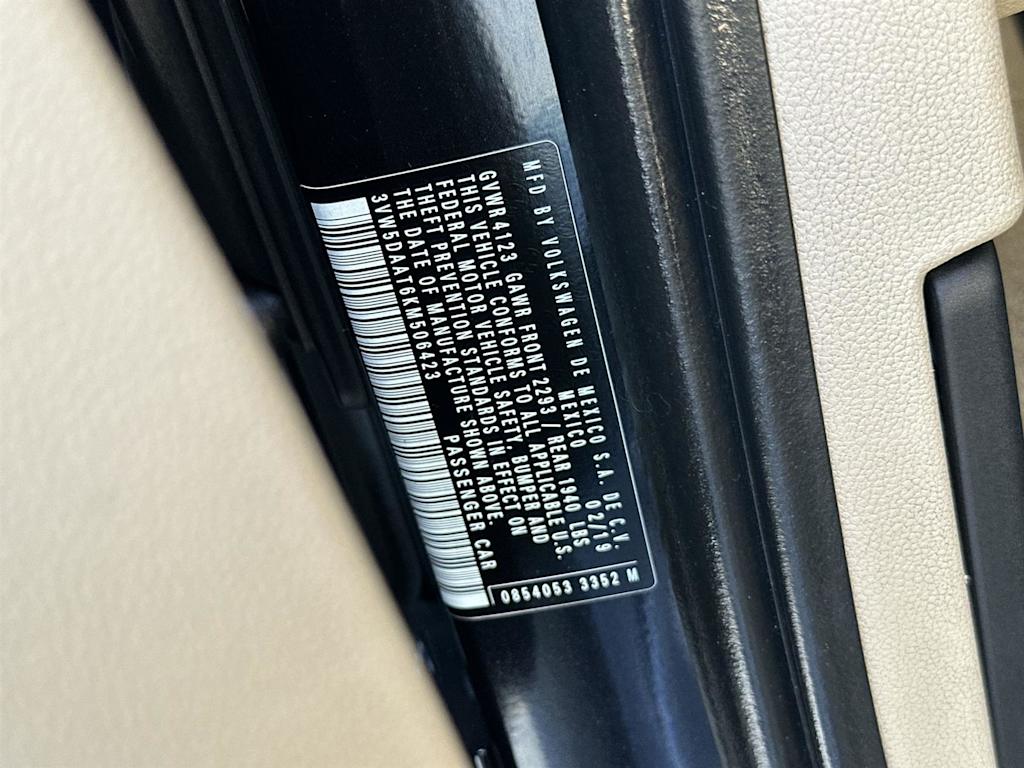 MFD BY VOLKSWAGEN DE MEXICO S.A. DE C.V.
MEXICO 02/19
GVWR4123 GAWR FRONT 2293 / REAR 1940 LBS
THIS VEHICLE CONFORMS TO ALL APPLICABLE U.S.
FEDERAL MOTOR VEHICLE SAFETY, BUMPER AND
THEFT PREVENTION STANDARDS IN EFFECT ON
THE DATE OF MANUFACTURE SHOWN ABOVE.
3VW5DAAT6KM506423 PASSENGER CAR
0854053 3352 M